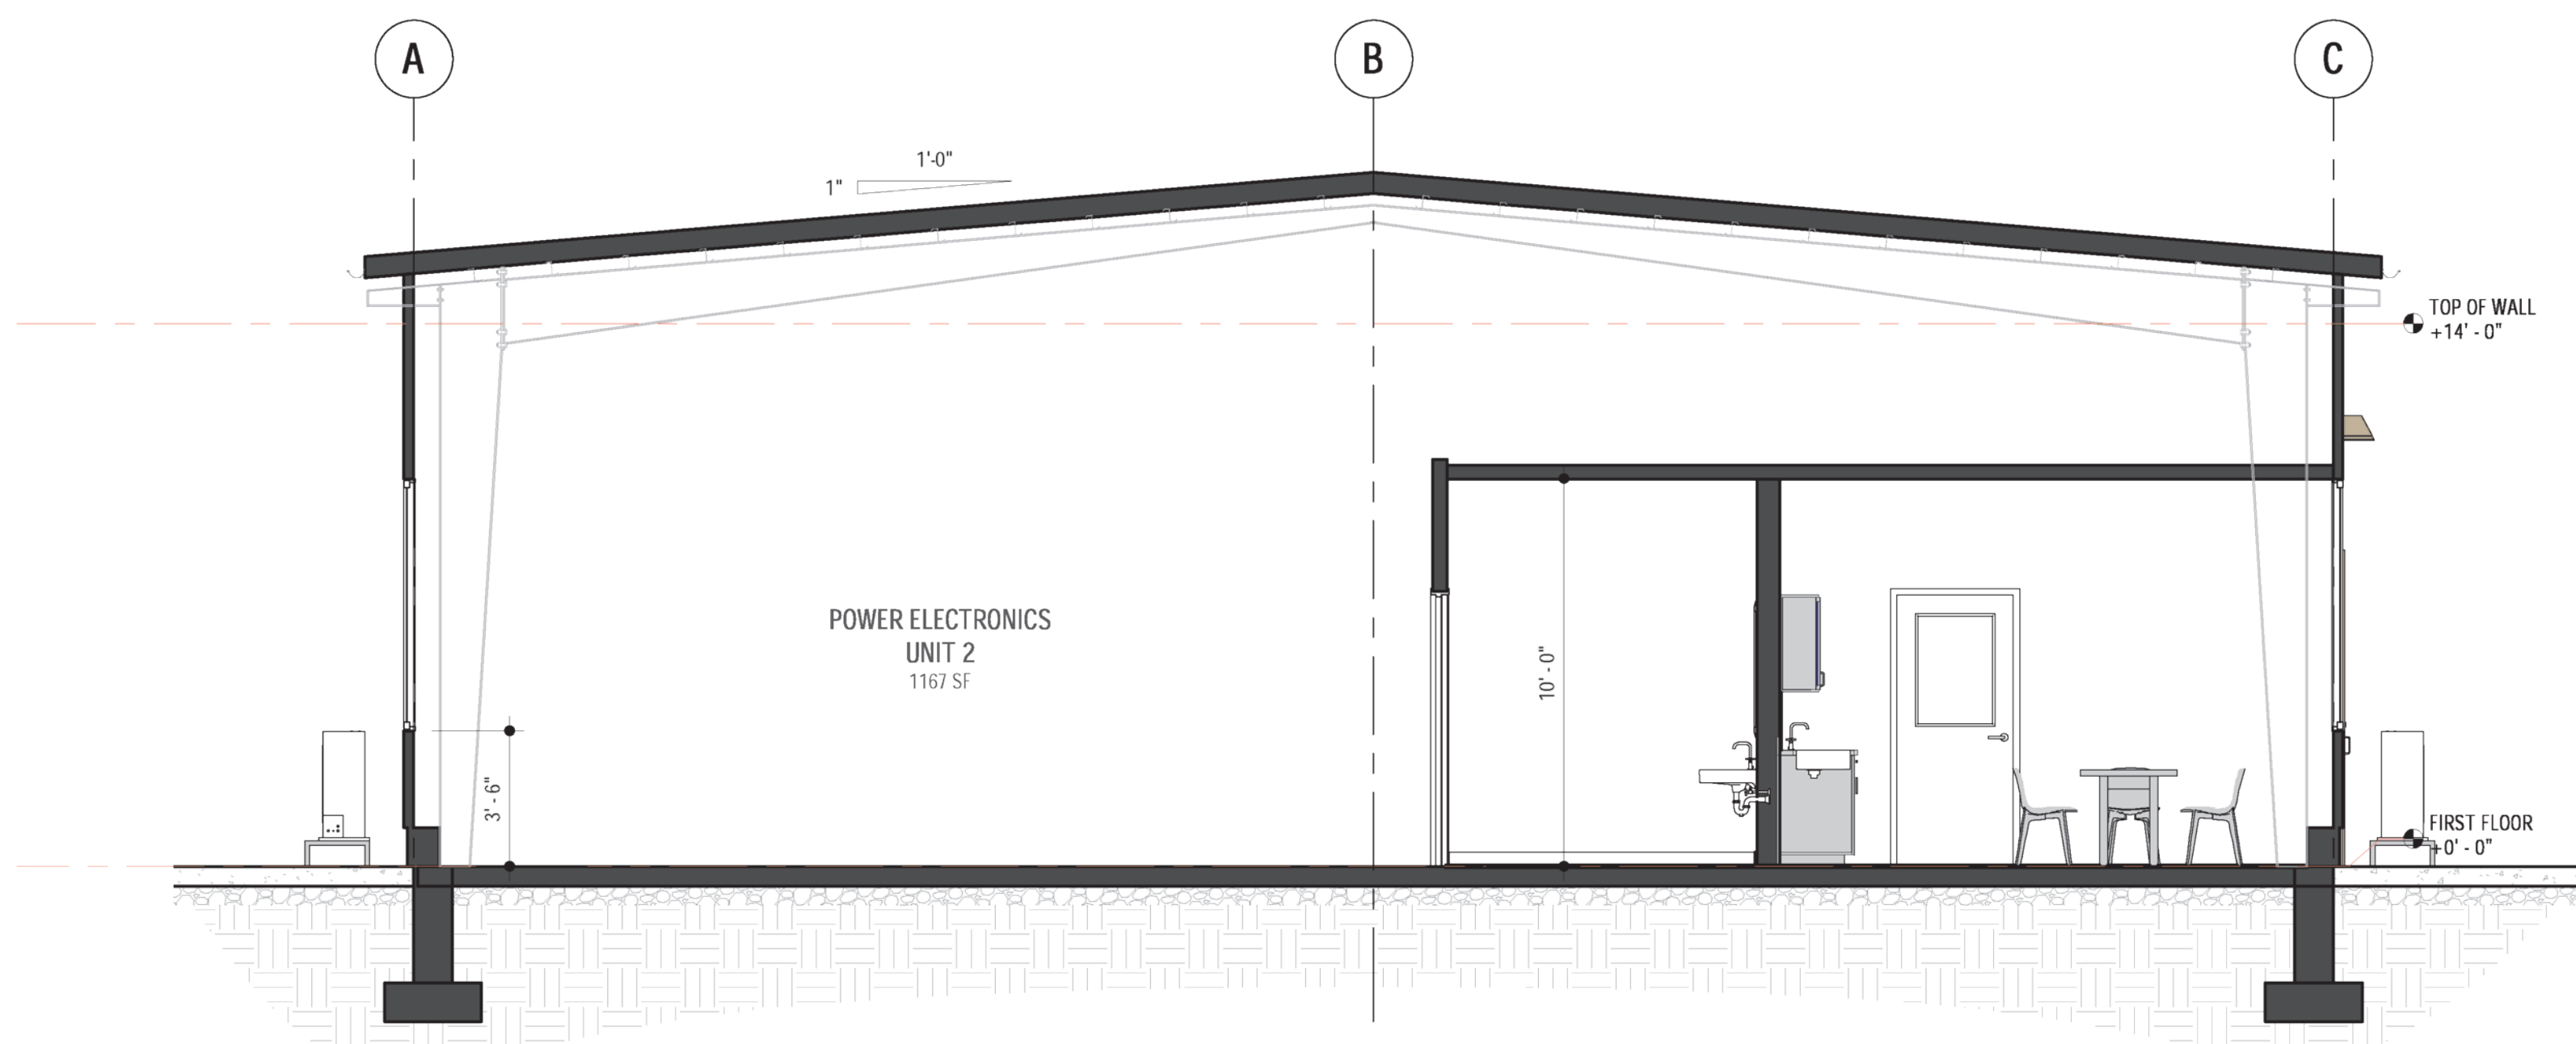 A
B
C
1'-0"
1"
TOP OF WALL
+14' - 0"
POWER ELECTRONICS
UNIT 2
1167 SF
10' - 0"
3' - 6"
FIRST FLOOR
+0' - 0"